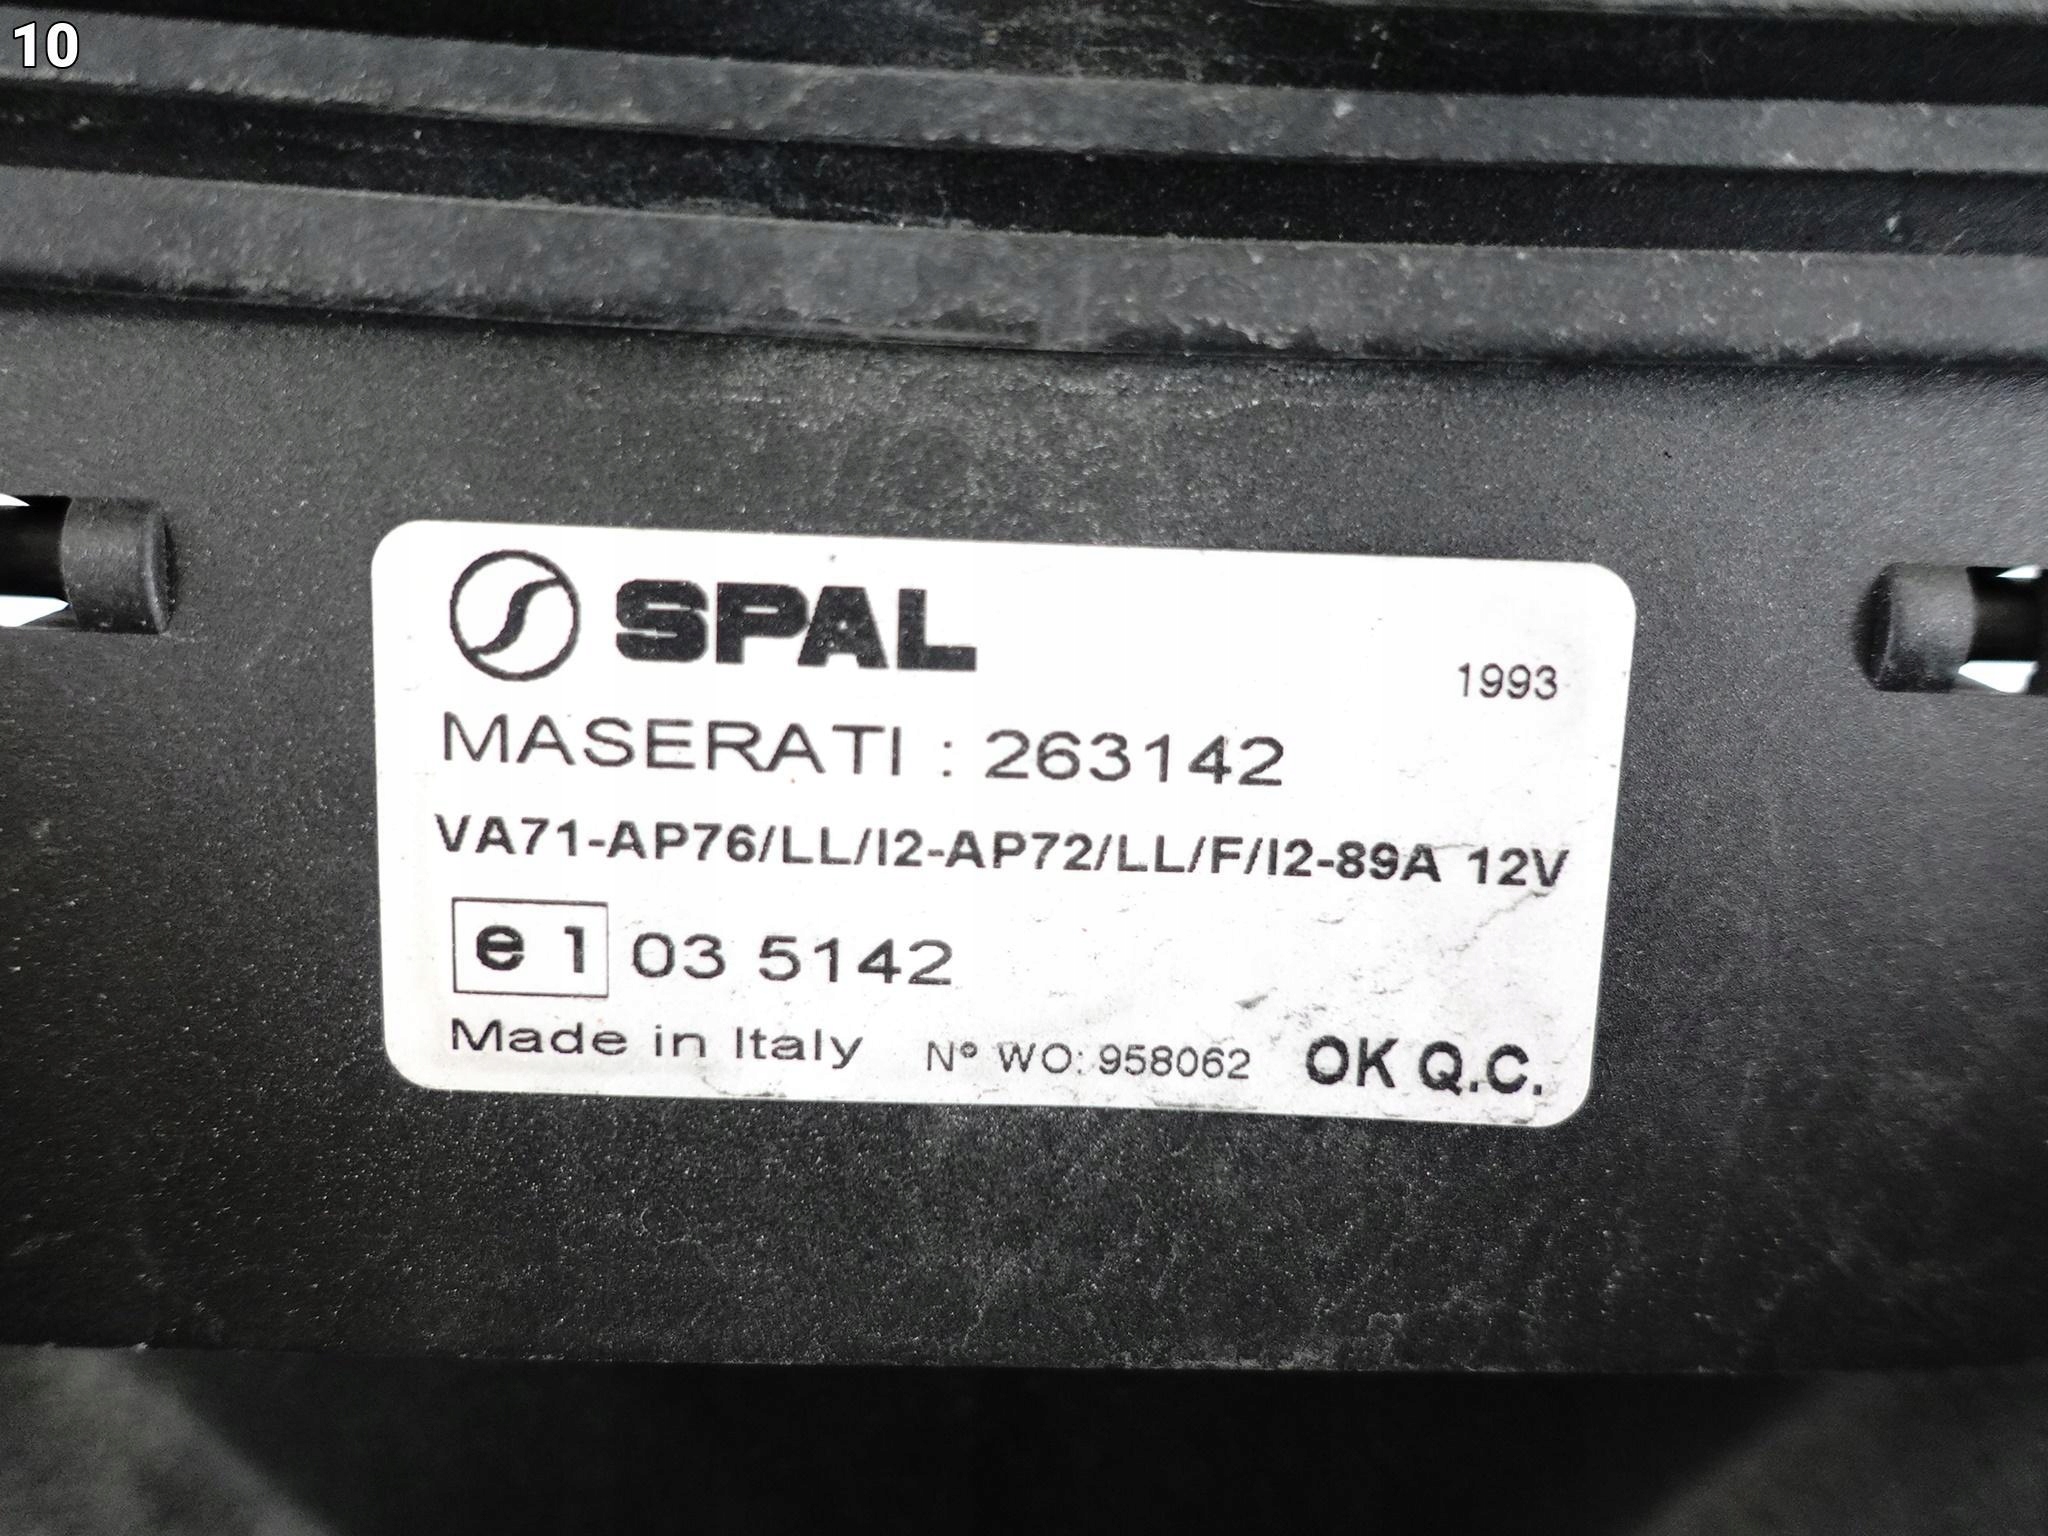 10
SPAL
1993
MASERATI : 263142
VA71-AP76/LL/I2-AP72/LL/F/I2-89A 12V
e 1 03 5142
Made in Italy N° WO: 958062 OK Q.C.